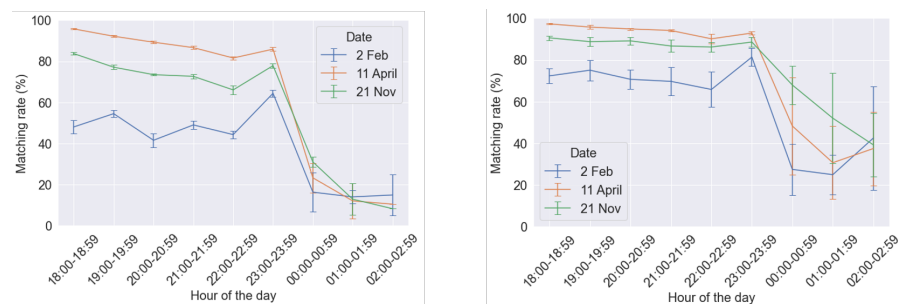 100
80
60
40
20
0
Matching rate (%)
Date
2 Feb
11 April
21 Nov
18:00-18:59
19:00-19:59
20:00-20:59
21:00-21:59
22:00-22:59
23:00-23:59
00:00-00:59
01:00-01:59
02:00-02:59
Hour of the day
100
80
60
40
20
0
Matching rate (%)
Date
2 Feb
11 April
21 Nov
18:00-18:59
19:00-19:59
20:00-20:59
21:00-21:59
22:00-22:59
23:00-23:59
00:00-00:59
01:00-01:59
02:00-02:59
Hour of the day